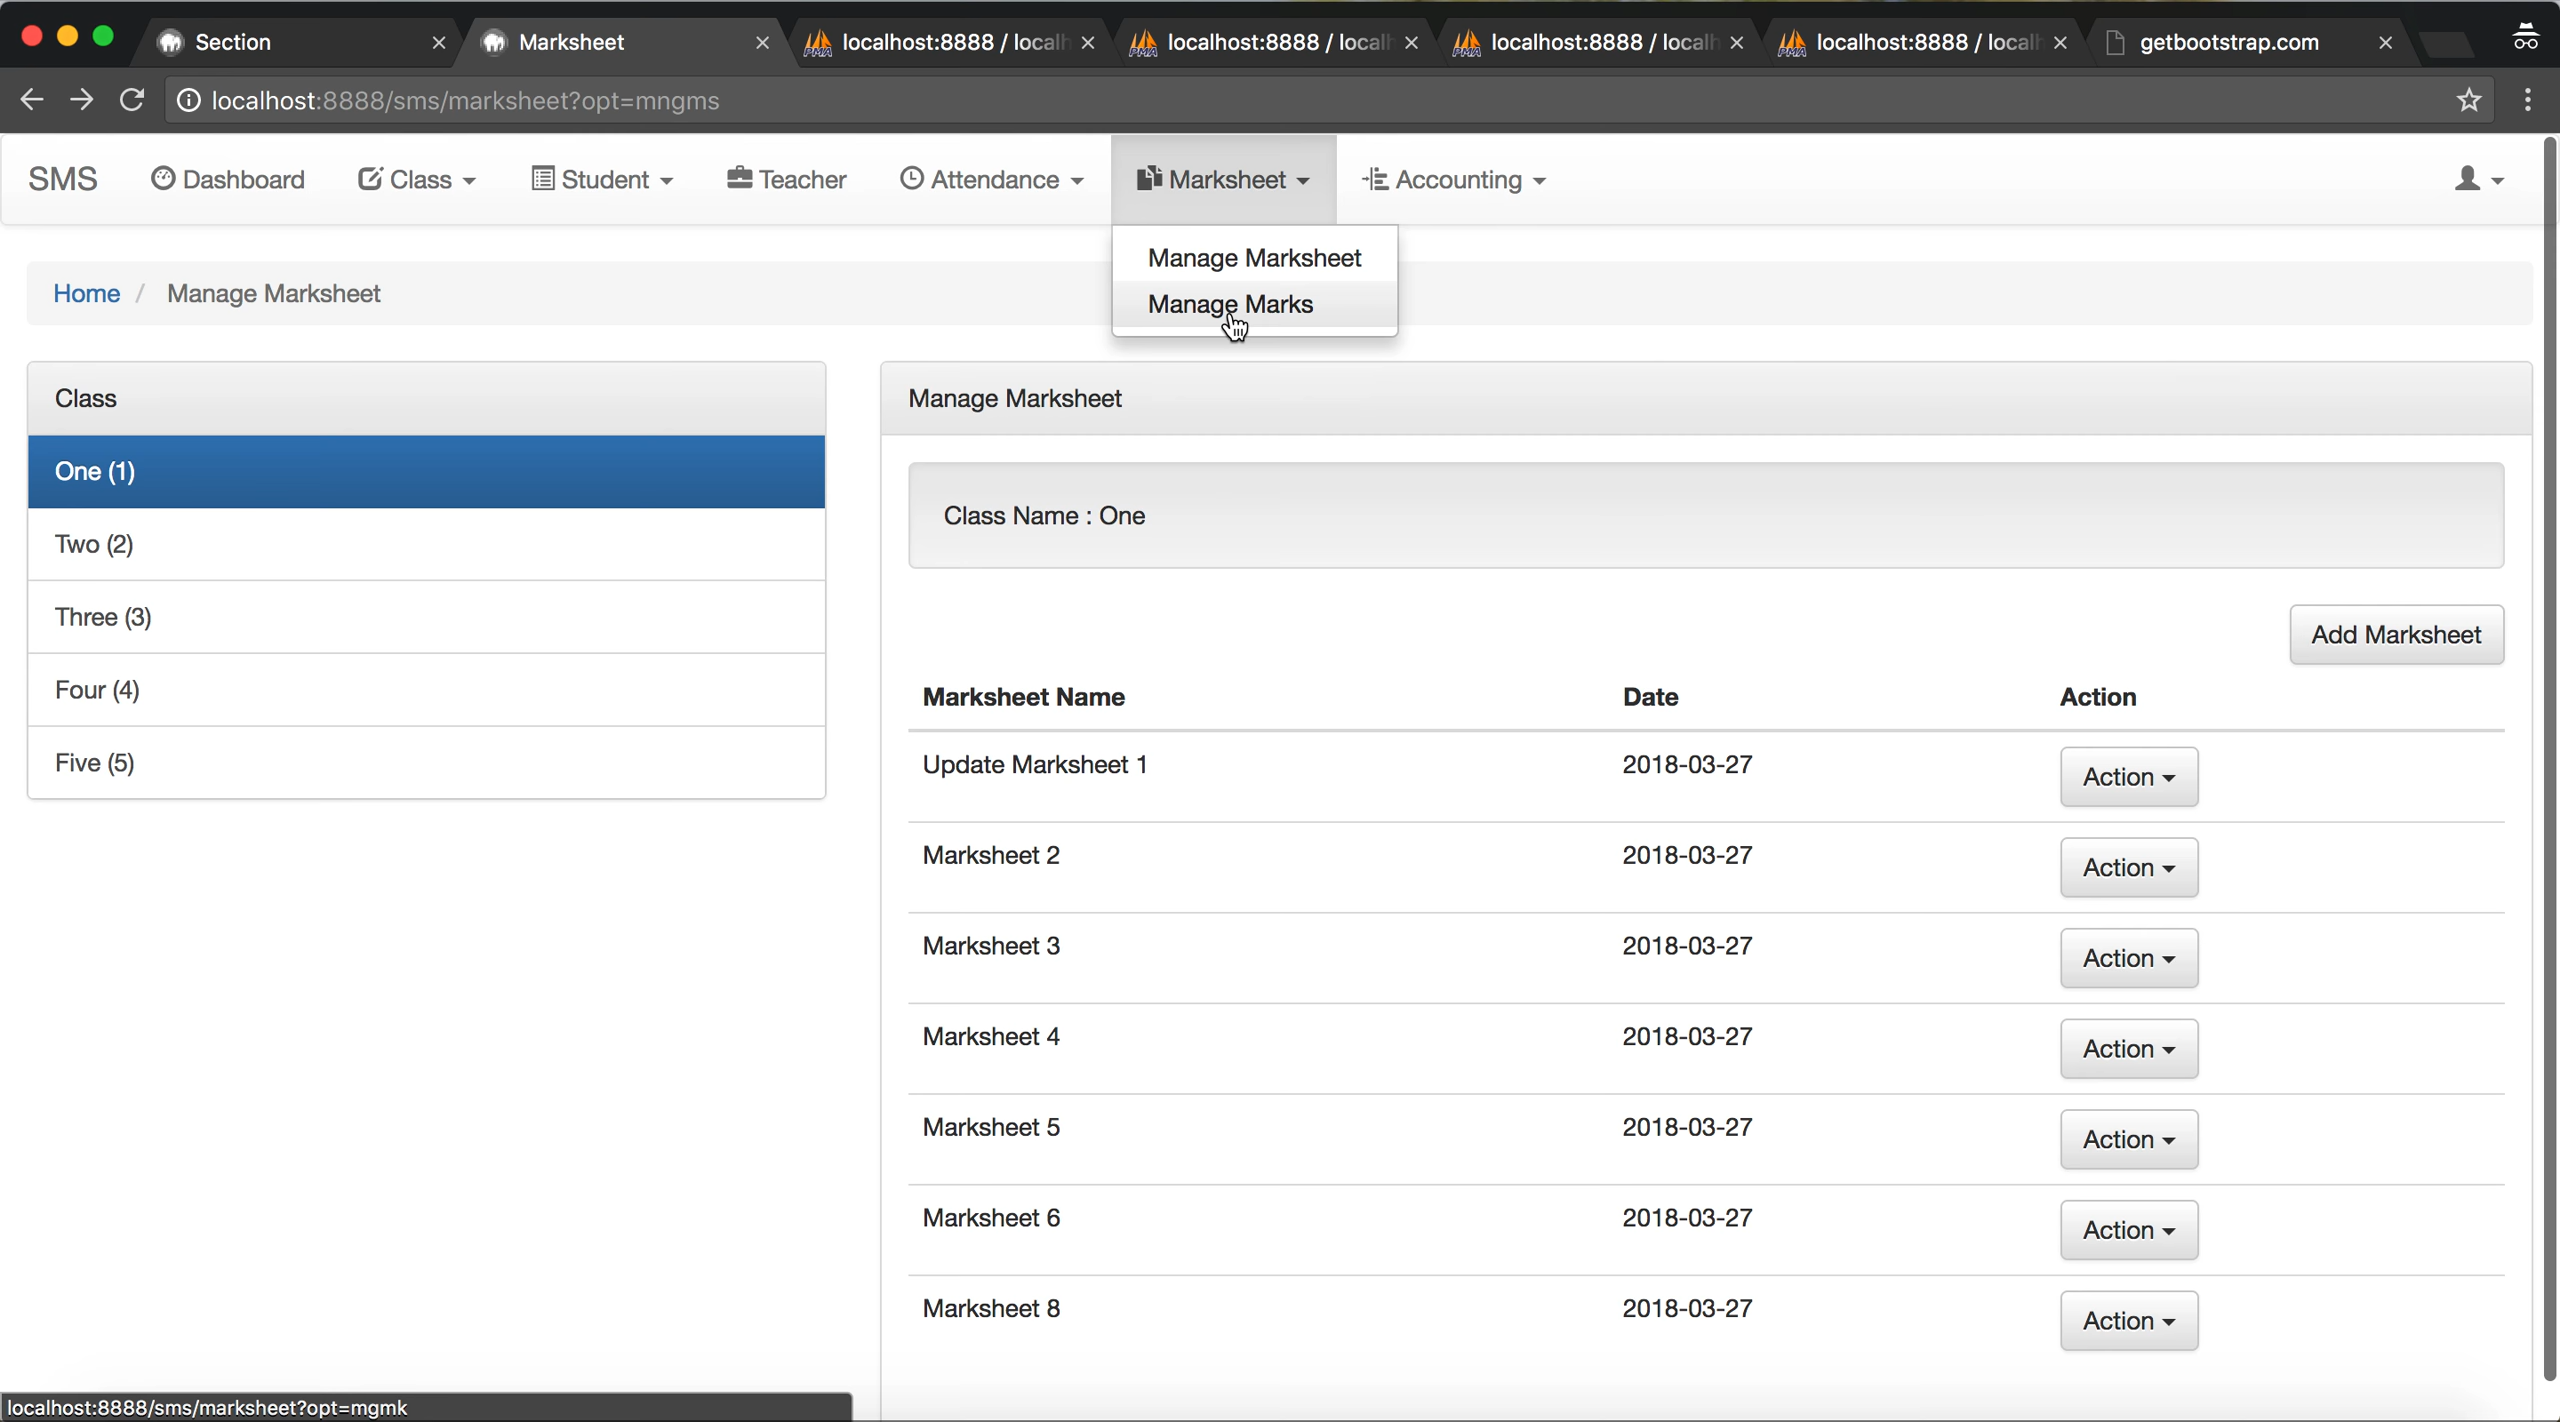 Section
Marksheet
localhost:8888 / localh
localhost:8888 / localh
localhost:8888 / localh
localhost:8888 / localh
getbootstrap.com
localhost:8888/sms/marksheet?opt=mngms
SMS Dashboard Class Student Teacher Attendance Marksheet Accounting
Manage Marksheet
Manage Marks
Home / Manage Marksheet
Class
One (1)
Two (2)
Three (3)
Four (4)
Five (5)
Manage Marksheet
Class Name : One
Add Marksheet
Marksheet Name Date Action
Update Marksheet 1 2018-03-27 Action
Marksheet 2 2018-03-27 Action
Marksheet 3 2018-03-27 Action
Marksheet 4 2018-03-27 Action
Marksheet 5 2018-03-27 Action
Marksheet 6 2018-03-27 Action
Marksheet 8 2018-03-27 Action
localhost:8888/sms/marksheet?opt=mgmk